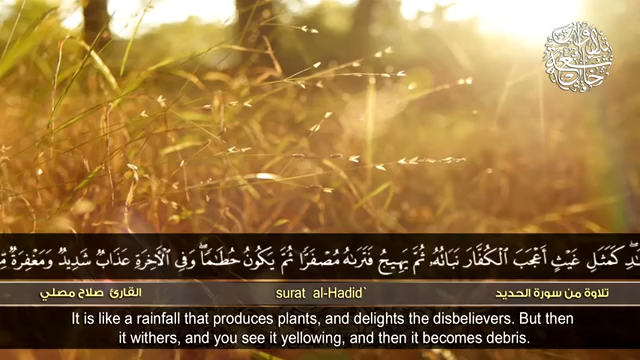 كَمَثَلِ غَيْثٍ أَعْجَبَ ٱلْكُفَّارَ نَبَاتُهُۥ ثُمَّ يَهِيجُ فَتَرَىٰهُ مُصْفَرًّا ثُمَّ يَكُونُ حُطَٰمًا ۖ وَفِى ٱلْءَاخِرَةِ عَذَابٌ شَدِيدٌ وَمَغْفِرَةٌ
تلاوة من سورة الحديد surat al-Hadid` القارئ صلاح مصلي
It is like a rainfall that produces plants, and delights the disbelievers. But then
it withers, and you see it yellowing, and then it becomes debris.